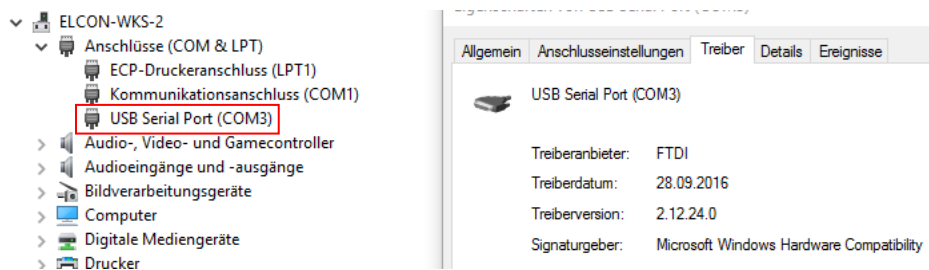 ELCON-WKS-2
Anschlüsse (COM & LPT)
ECP-Druckeranschluss (LPT1)
Kommunikationsanschluss (COM1)
USB Serial Port (COM3)
Audio-, Video- und Gamecontroller
Audioeingänge und -ausgänge
Bildverarbeitungsgeräte
Computer
Digitale Mediengeräte
Drucker
Allgemein Anschlusseinstellungen Treiber Details Ereignisse
USB Serial Port (COM3)
Treiberanbieter: FTDI
Treiberdatum: 28.09.2016
Treiberversion: 2.12.24.0
Signaturgeber: Microsoft Windows Hardware Compatibility